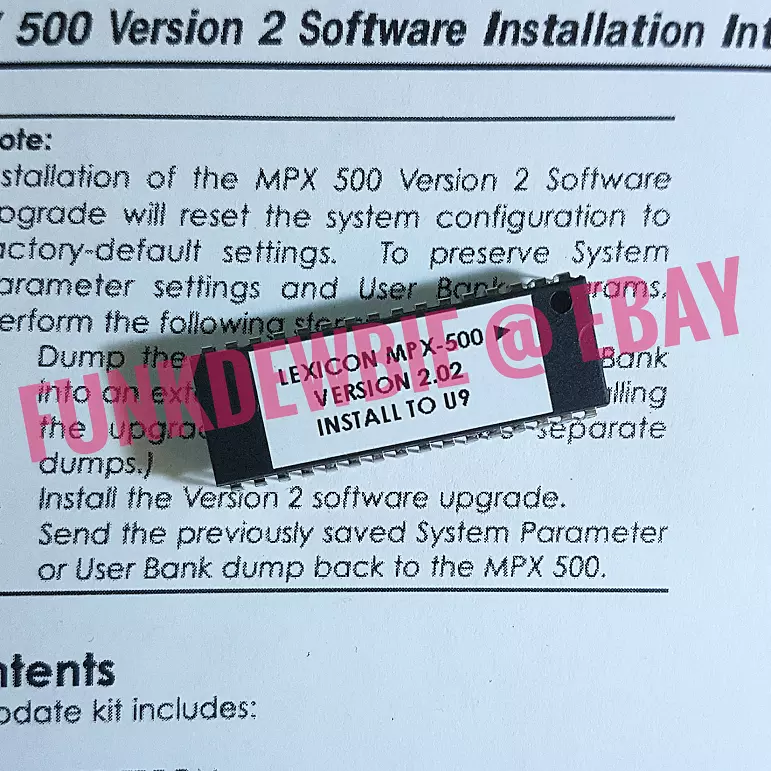 500 Version 2 Software Installation Int
ote:
stallation of the MPX 500 Version 2 Software
pgrade will reset the system configuration to
actory-default settings. To preserve System
arameter settings and User Bank
rams,
erform the following
Dump the
Bank
into an
the
separate
dumps.)
Install the Version 2 software upgrade.
Send the previously saved System Parameter
or User Bank dump back to the MPX 500.
LEXICON MPX-500
VERSION 2.02
INSTALL TO U9
FUNKDEWBIE @ EBAY
ntents
pdate kit includes: